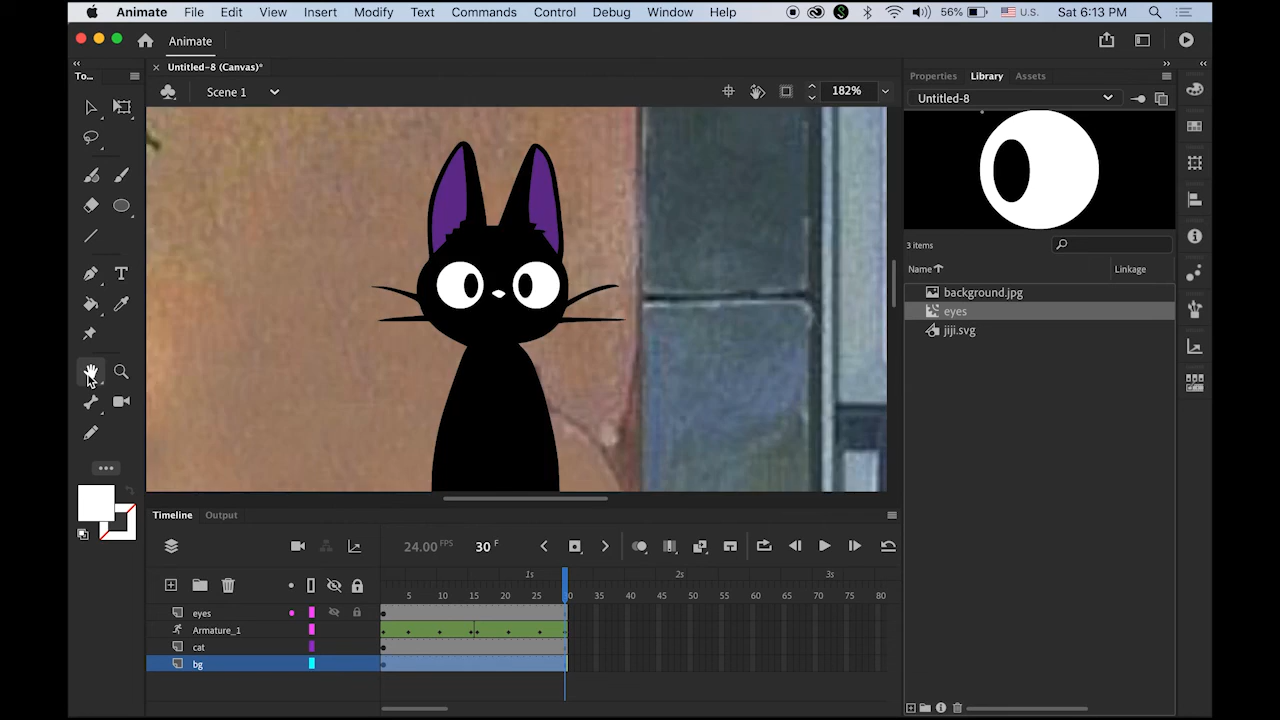 Animate File Edit View Insert Modify Text Commands Control Debug Window Help 56% U.S. Sat 6:13 PM
Animate
To...
Untitled-8 (Canvas)*
Properties Library Assets
Scene 1 182%
Untitled-8
3 items
Name Linkage
background.jpg
eyes
jiji.svg
T
Timeline Output
24.00 FPS 30 F
1s 2s 3s
5 10 15 20 25 30 35 40 45 50 55 60 65 70 75 80
eyes
Armature_1
cat
bg